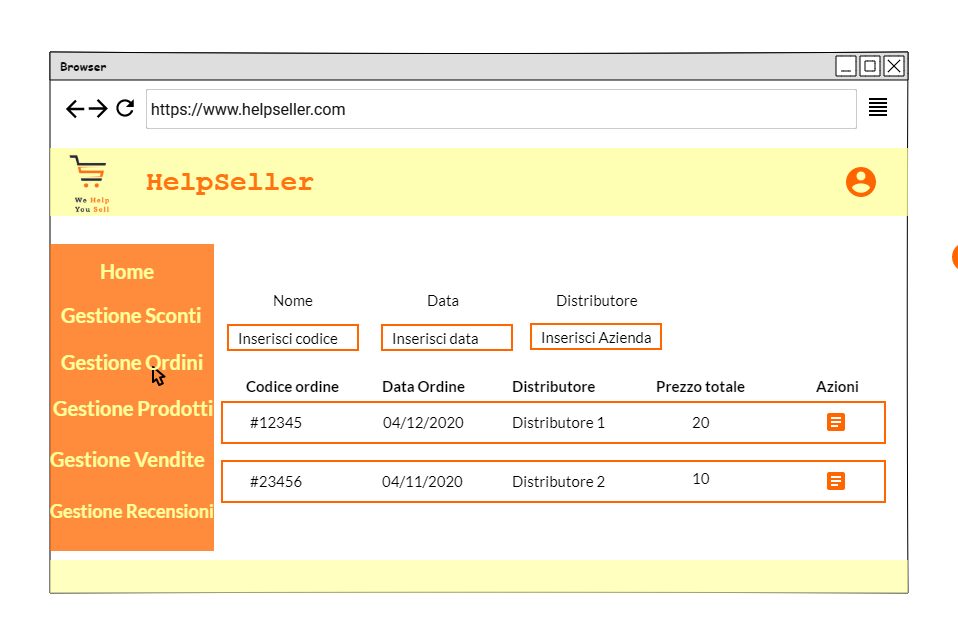 Browser
https://www.helpseller.com
We Help
You Sell
HelpSeller
Home
Gestione Sconti
Gestione Ordini
Gestione Prodotti
Gestione Vendite
Gestione Recensioni
Nome Data Distributore
Inserisci codice Inserisci data Inserisci Azienda
Codice ordine Data Ordine Distributore Prezzo totale Azioni
#12345 04/12/2020 Distributore 1 20
#23456 04/11/2020 Distributore 2 10